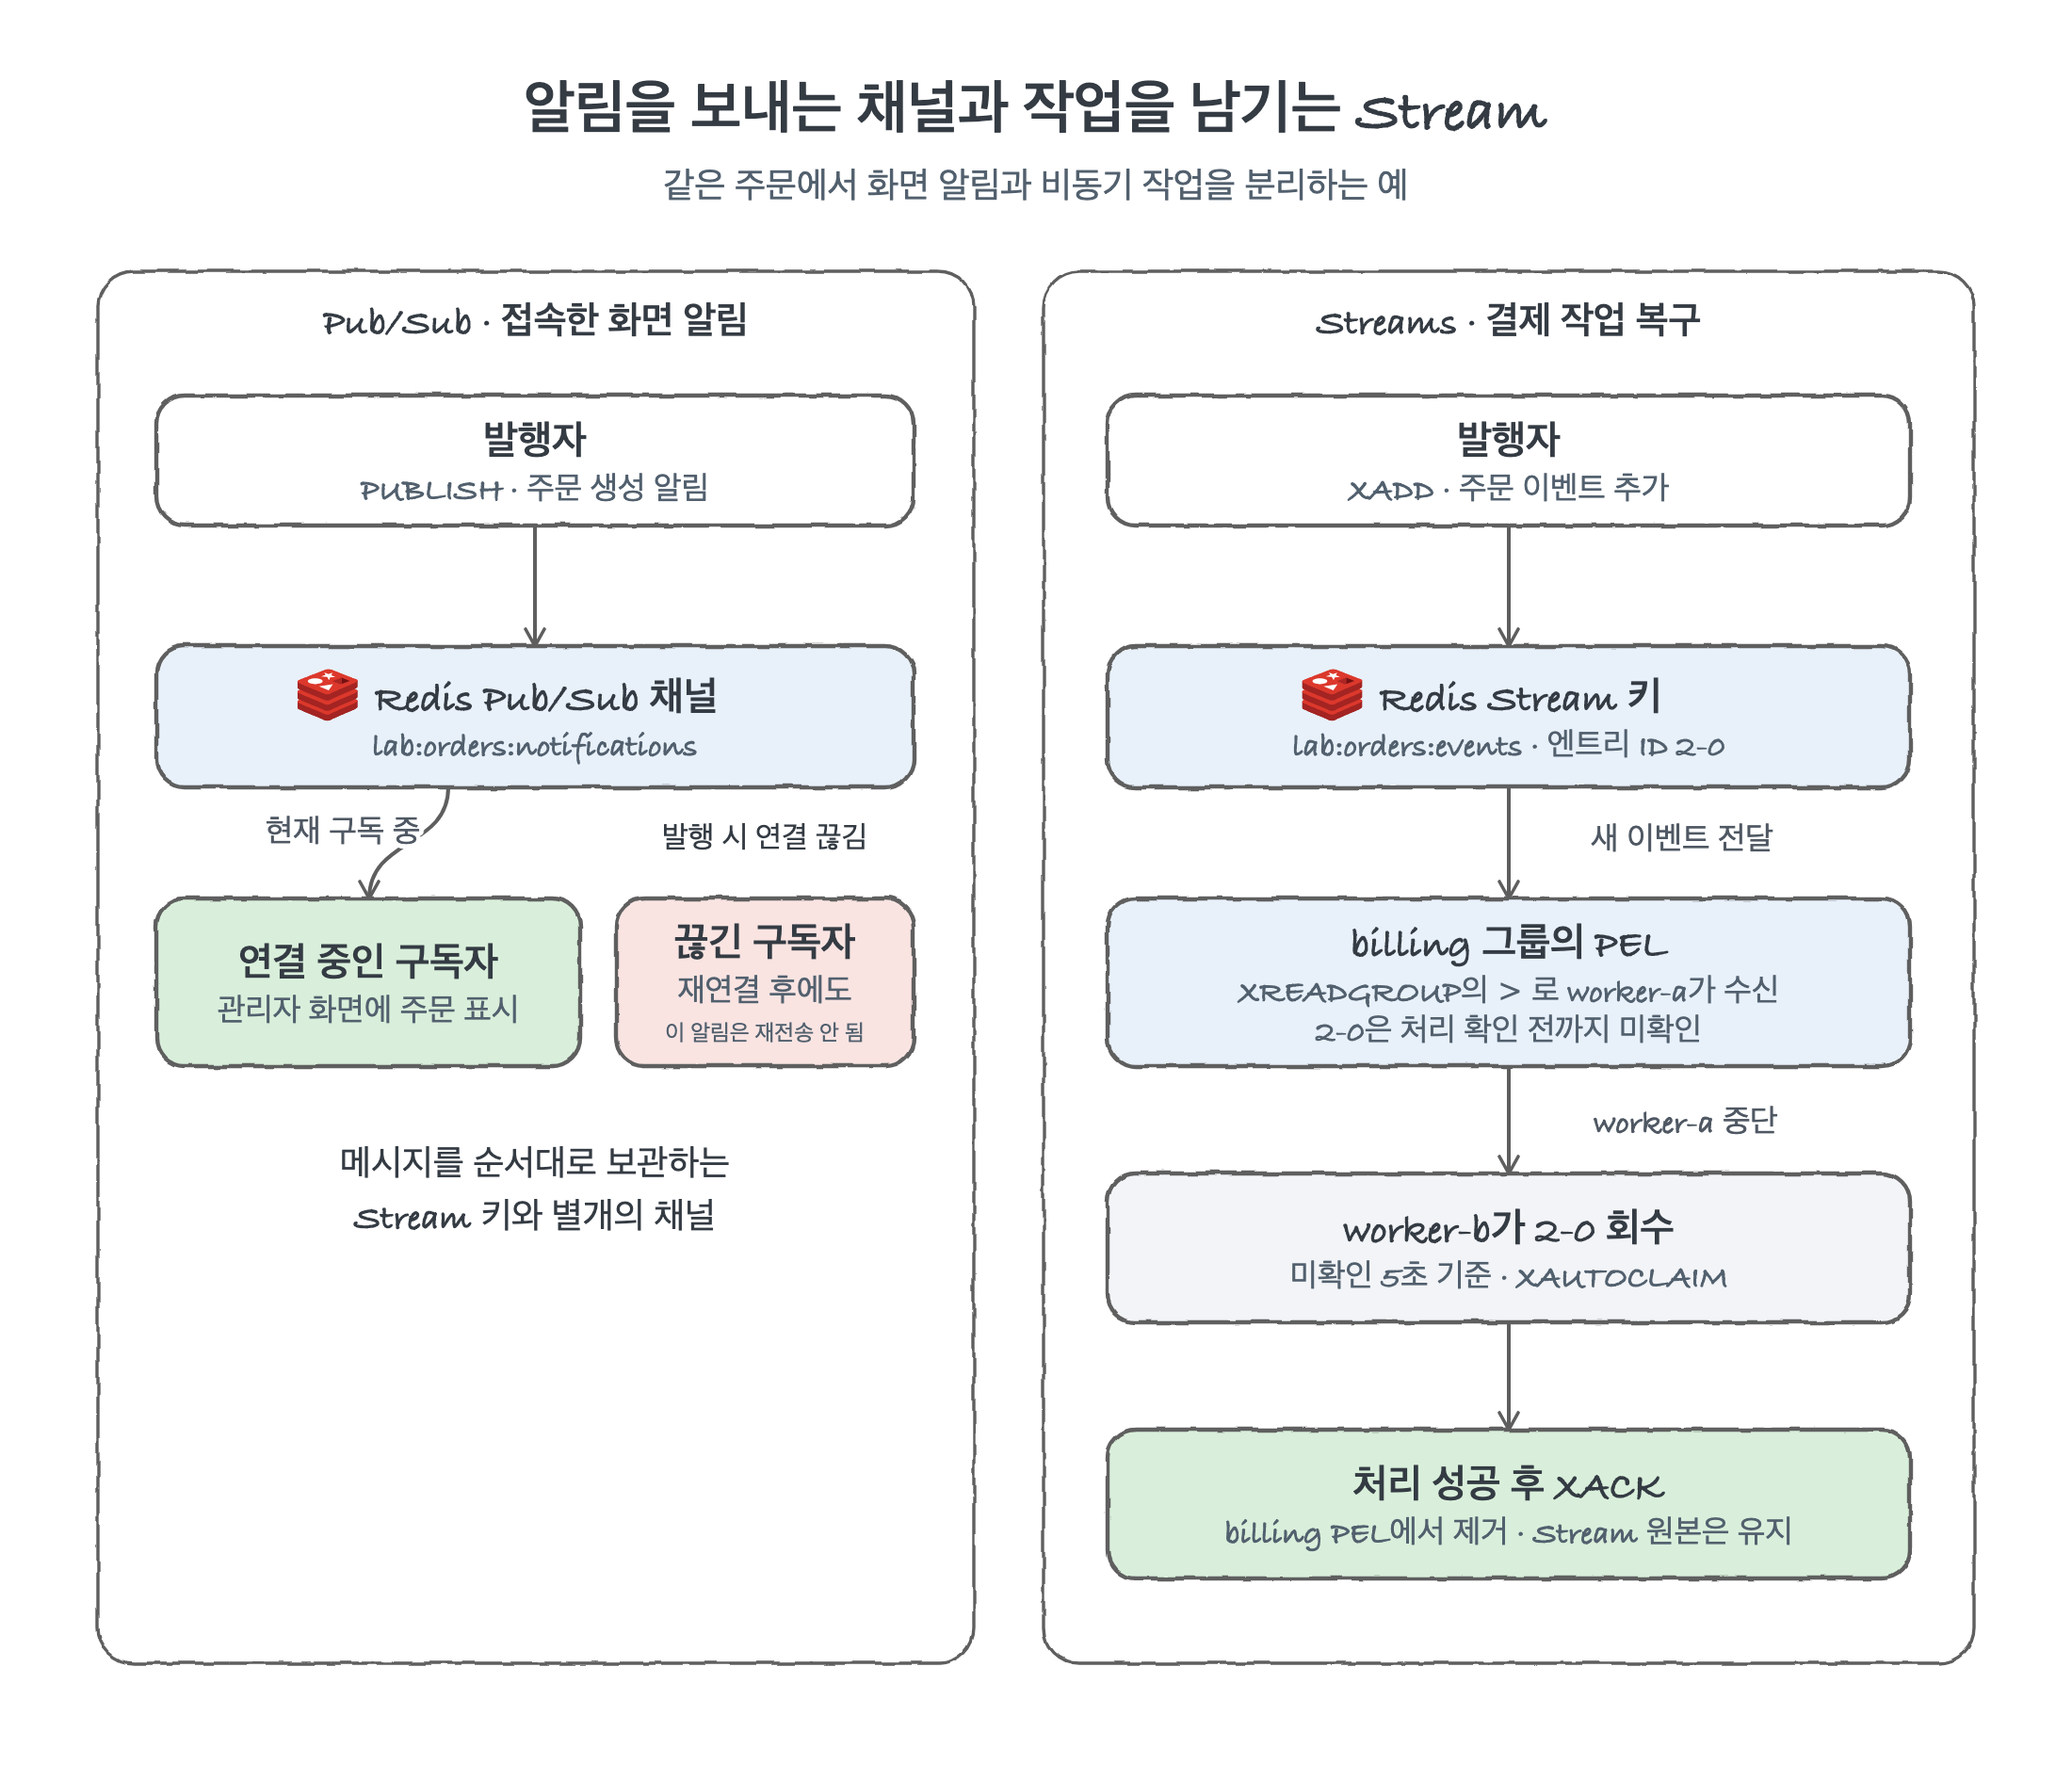 알림을 보내는 채널과 작업을 남기는 Stream
같은 주문에서 화면 알림과 비동기 작업을 분리하는 예
Pub/Sub · 접속한 화면 알림
발행자
PUBLISH · 주문 생성 알림
Redis Pub/Sub 채널
lab:orders:notifications
현재 구독 중
발행 시 연결 끊김
연결 중인 구독자
관리자 화면에 주문 표시
끊긴 구독자
재연결 후에도
이 알림은 재전송 안 됨
메시지를 순서대로 보관하는
Stream 키와 별개의 채널
Streams · 결제 작업 복구
발행자
XADD · 주문 이벤트 추가
Redis Stream 키
lab:orders:events · 엔트리 ID 2-0
새 이벤트 전달
billing 그룹의 PEL
XREADGROUP의 > 로 worker-a가 수신
2-0은 처리 확인 전까지 미확인
worker-a 중단
worker-b가 2-0 회수
미확인 5초 기준 · XAUTOCLAIM
처리 성공 후 XACK
billing PEL에서 제거 · Stream 원본은 유지